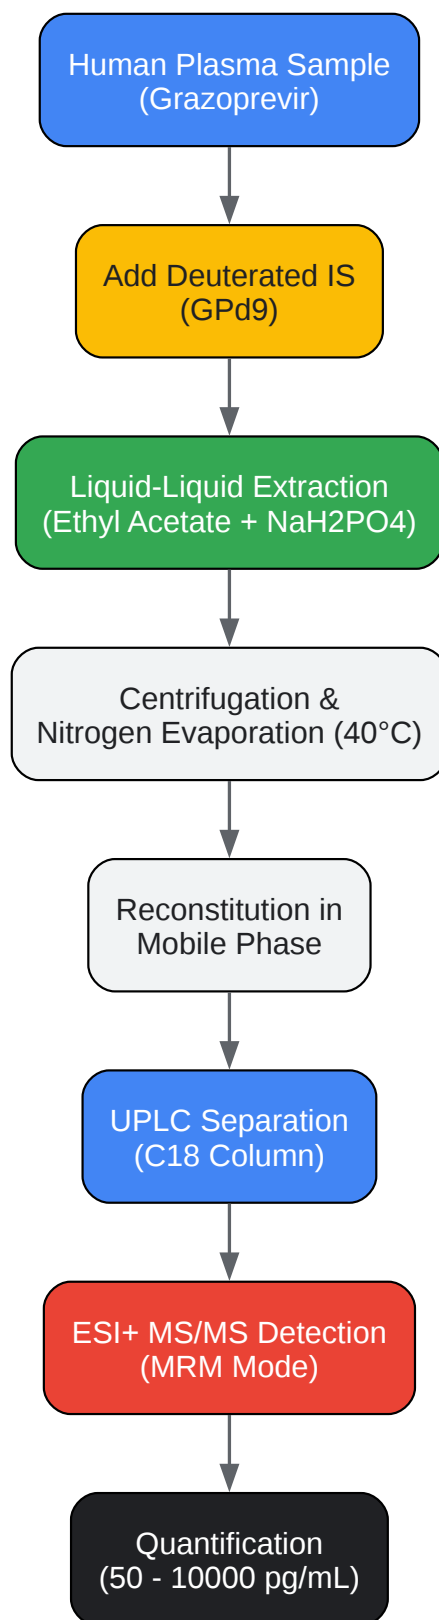 Human Plasma Sample
(Grazoprevir)
Add Deuterated IS
(GPd9)
Liquid-Liquid Extraction
(Ethyl Acetate + NaH2PO4)
Centrifugation &
Nitrogen Evaporation (40°C)
Reconstitution in
Mobile Phase
UPLC Separation
(C18 Column)
ESI+ MS/MS Detection
(MRM Mode)
Quantification
(50 - 10000 pg/mL)